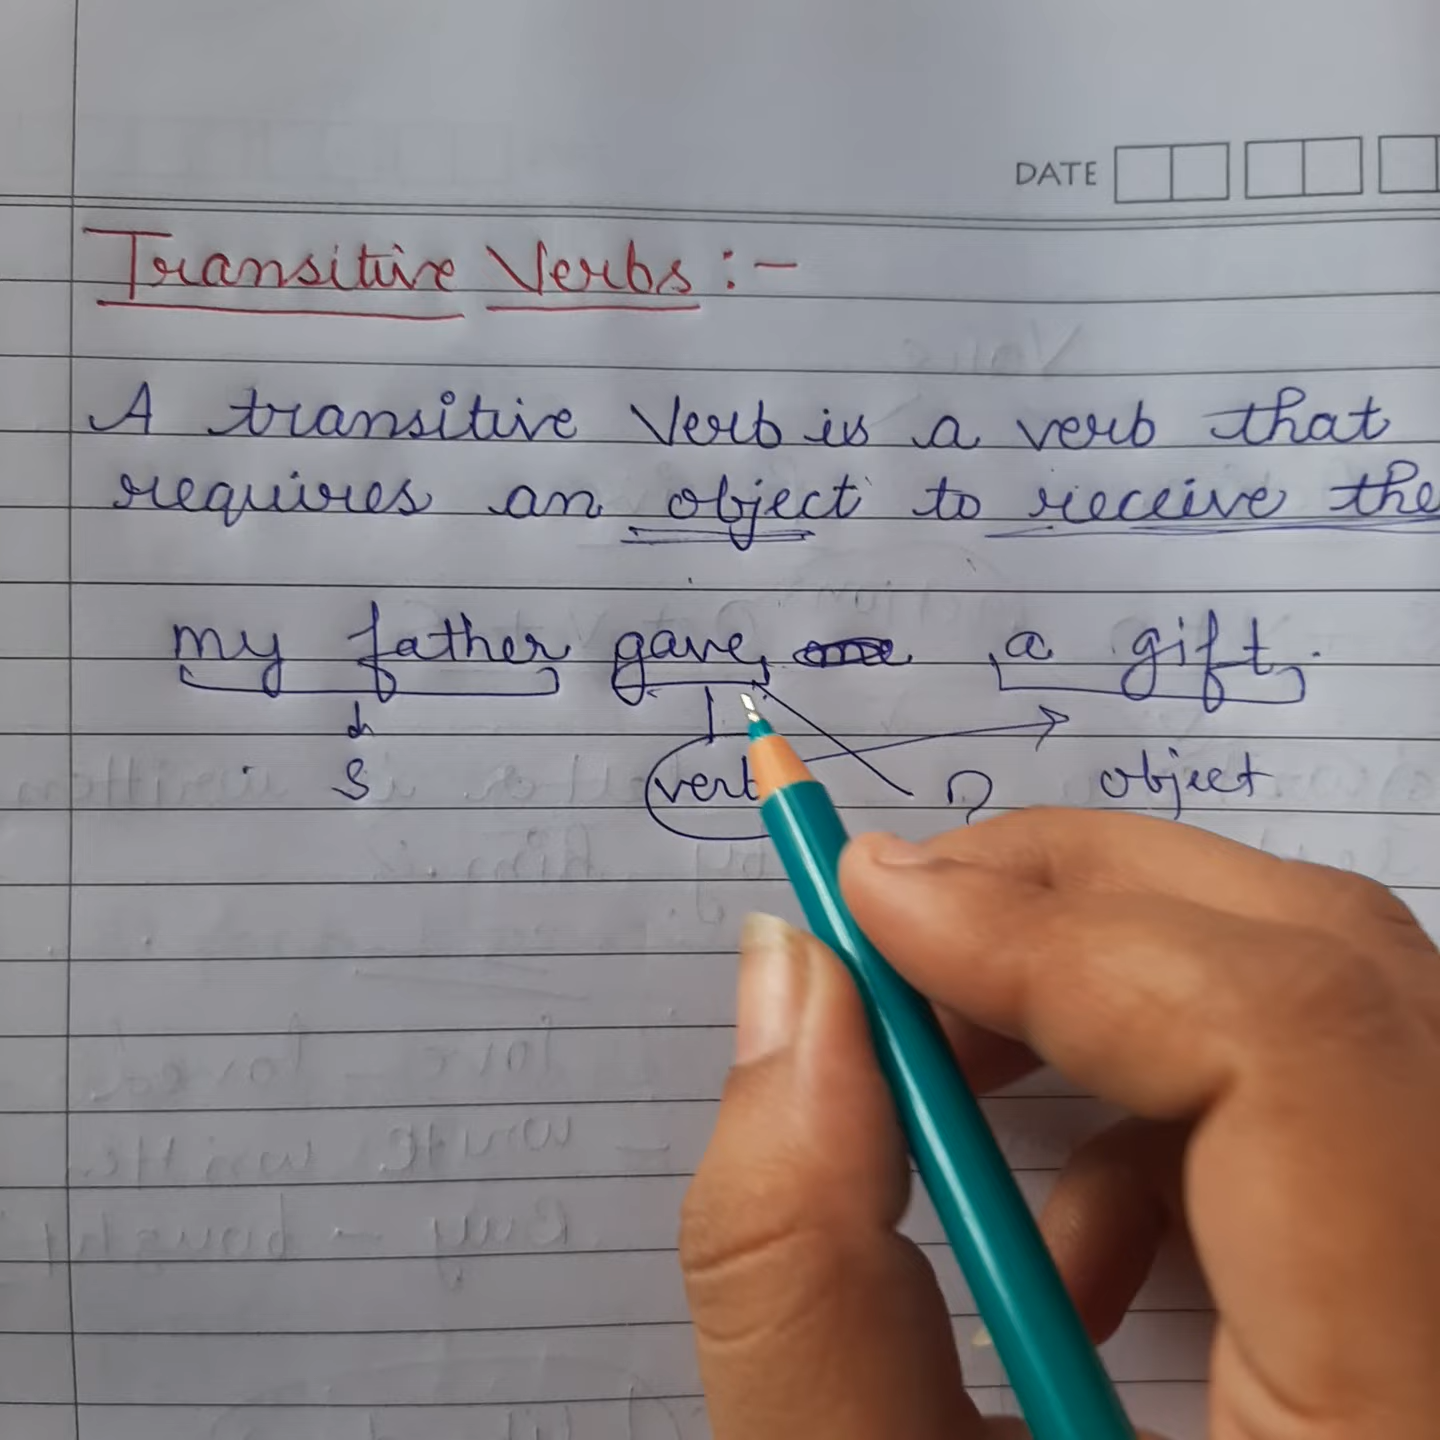 DATE
Transitive Verbs :-
A transitive Verb is a verb that
requires an object to receive the
my father gave a gift.
S verb ? object